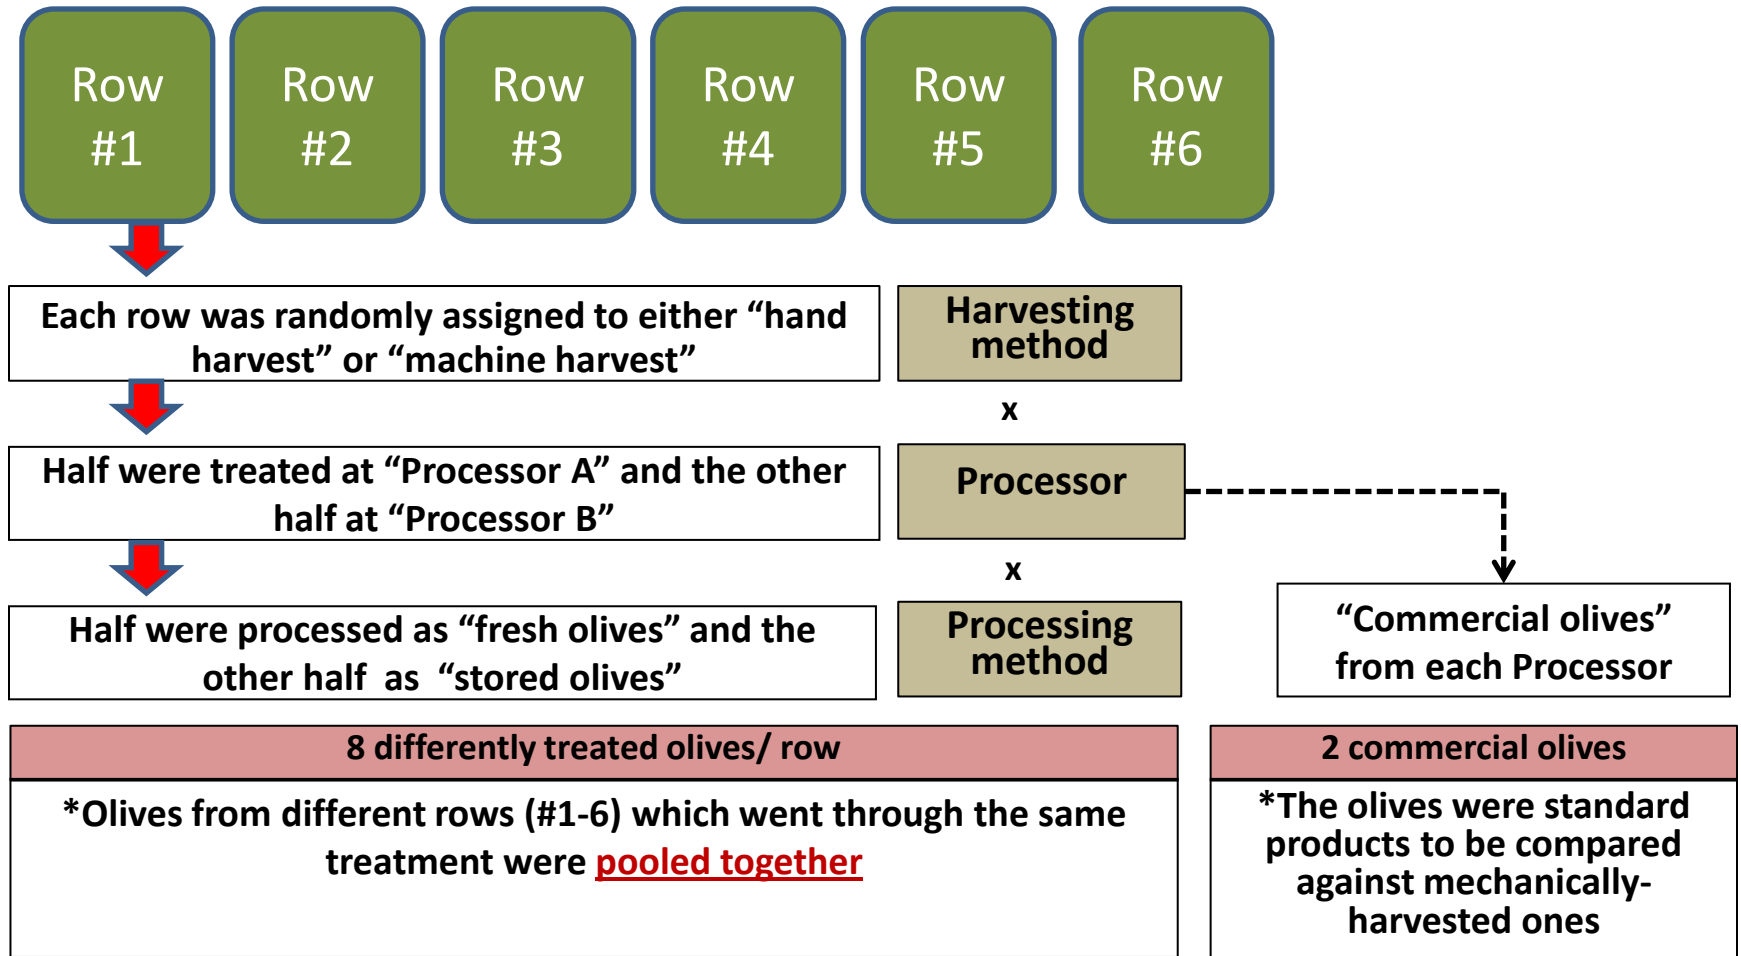 Row
#1
Row
#2
Row
#3
Row
#4
Row
#5
Row
#6
Each row was randomly assigned to either “hand
harvest” or “machine harvest”
Harvesting
method
x
Half were treated at “Processor A” and the other
half at “Processor B”
Processor
x
Half were processed as “fresh olives” and the
other half as “stored olives”
Processing
method
“Commercial olives”
from each Processor
8 differently treated olives/ row
*Olives from different rows (#1-6) which went through the same
treatment were pooled together
2 commercial olives
*The olives were standard
products to be compared
against mechanically-
harvested ones